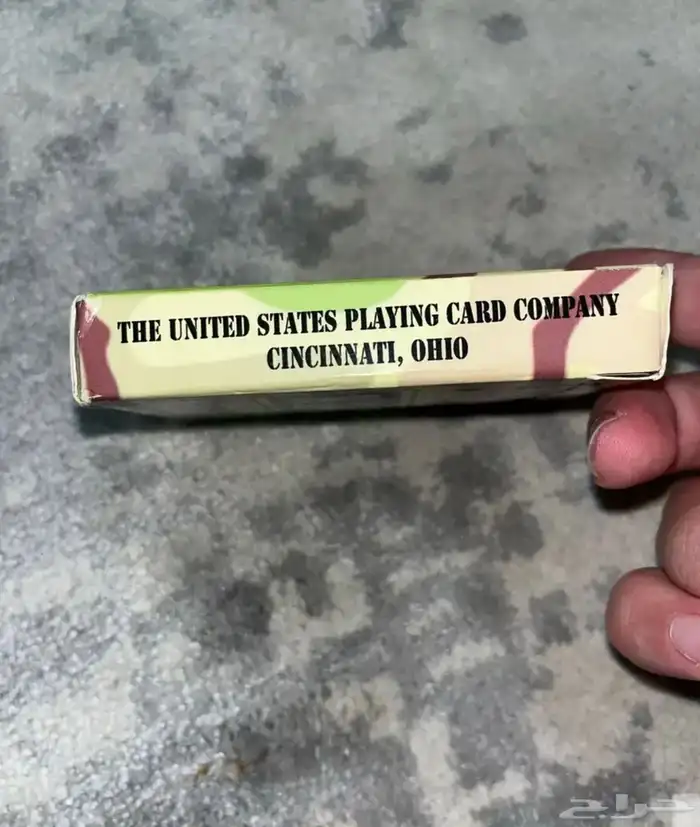 THE UNITED STATES PLAYING CARD COMPANY
CINCINNATI, OHIO
حراج